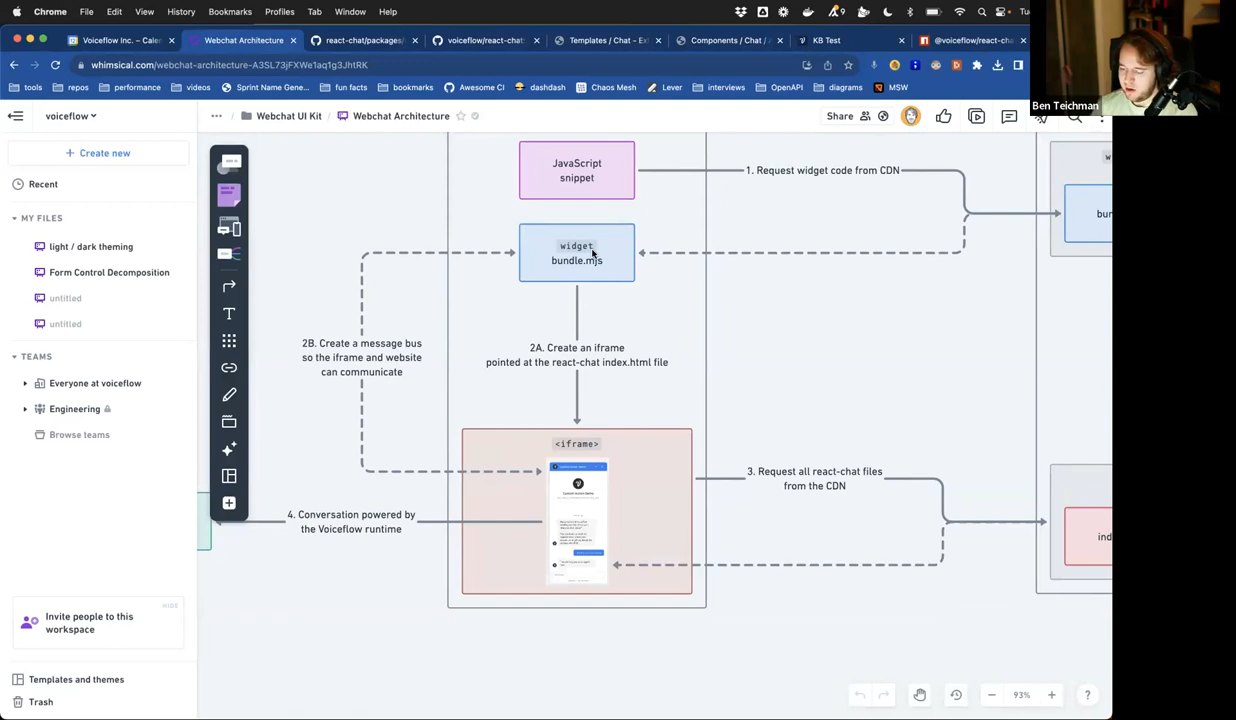 Chrome File Edit View History Bookmarks Profiles Tab Window Help
9
Voiceflow Inc. – Cale
Webchat Architecture
react-chat/packages/
voiceflow/react-chat:
Templates / Chat - Ex
Components / Chat / A
KB Test
@voiceflow/react-cha
whimsical.com/webchat-architecture-A3SL73jFXWe1aq1g3JhtRK
tools repos performance videos Sprint Name Gene... fun facts bookmarks Awesome CI dashdash Chaos Mesh Lever interviews OpenAPI diagrams MSW
Ben Teichman
voiceflow
Webchat UI Kit / Webchat Architecture
Share
Create new
Recent
MY FILES
light / dark theming
Form Control Decomposition
untitled
untitled
TEAMS
Everyone at voiceflow
Engineering
Browse teams
HIDE
Invite people to this
workspace
Templates and themes
Trash
JavaScript
snippet
1. Request widget code from CDN
w
bun
widget
bundle.mjs
2B. Create a message bus
so the iframe and website
can communicate
2A. Create an iframe
pointed at the react-chat index.html file
<iframe>
3. Request all react-chat files
from the CDN
4. Conversation powered by
the Voiceflow runtime
ind
93%
?